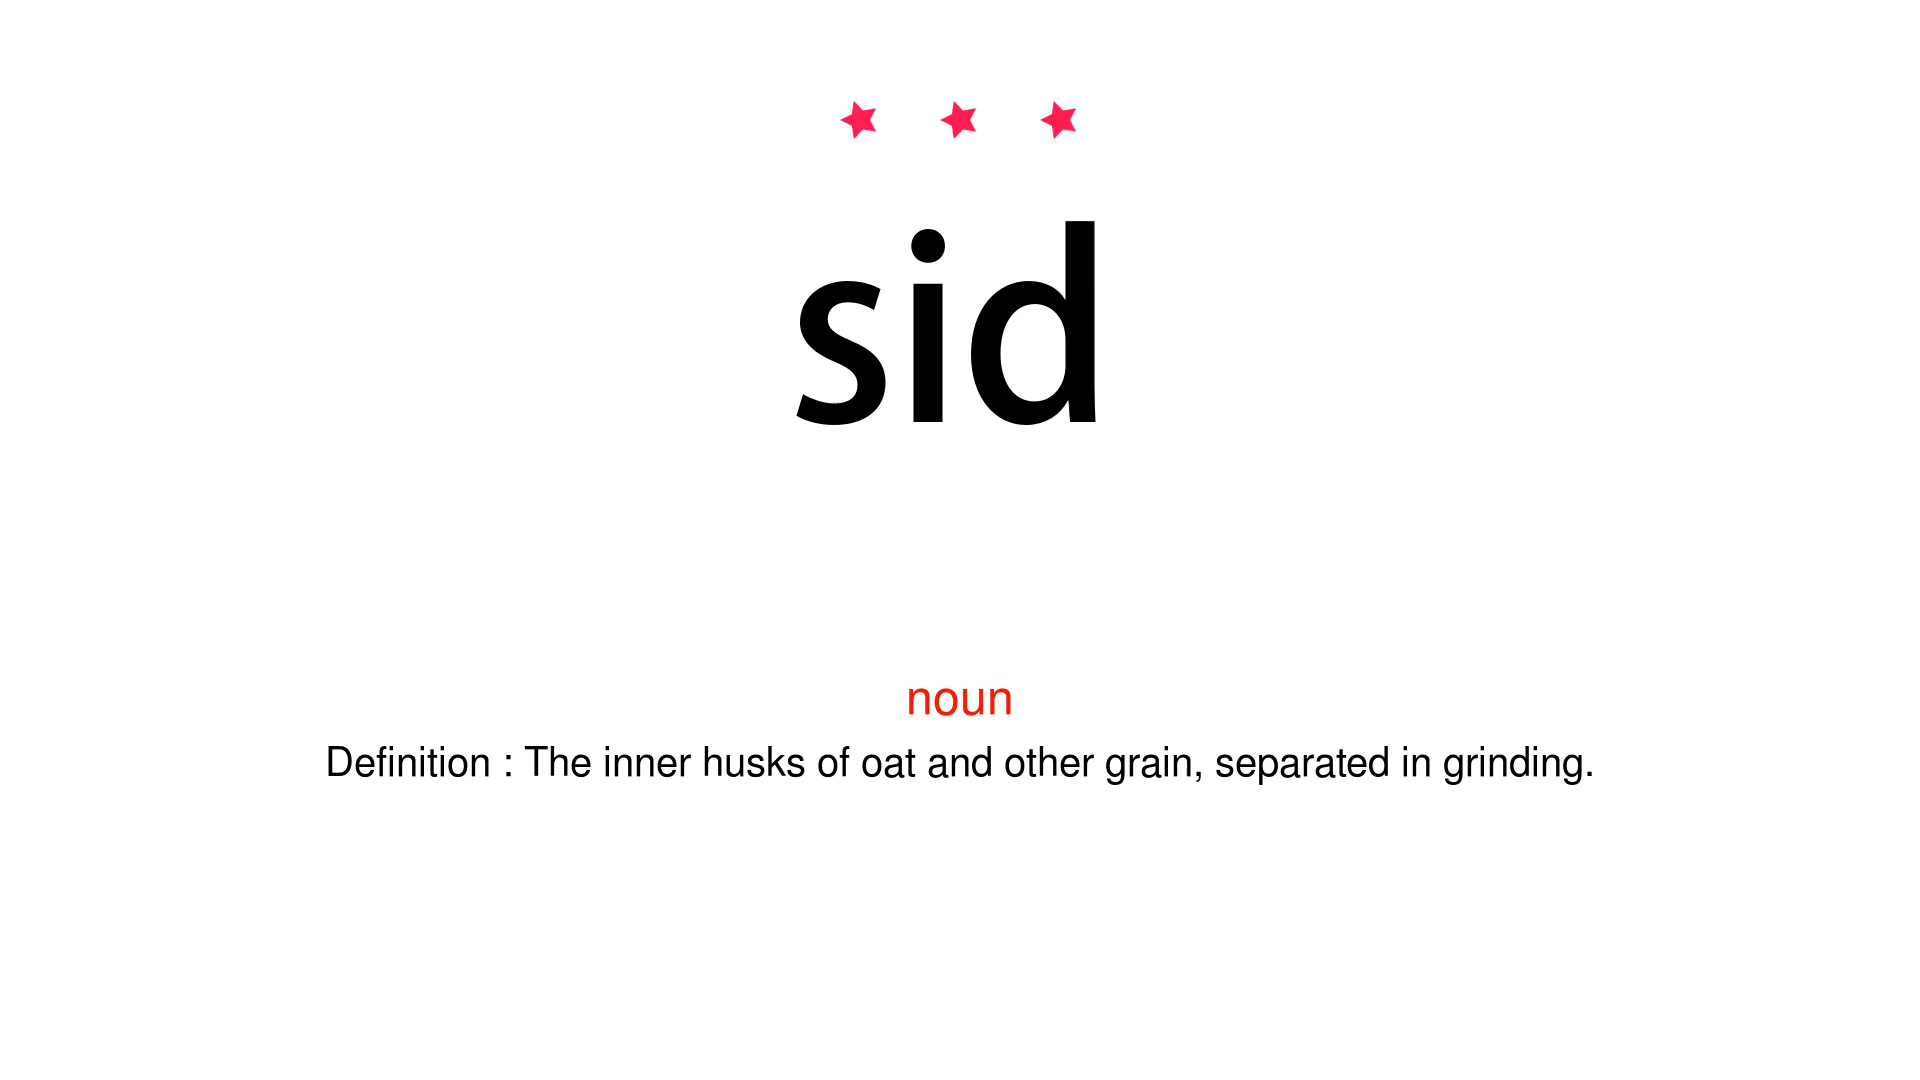 sid
noun
Definition : The inner husks of oat and other grain, separated in grinding.